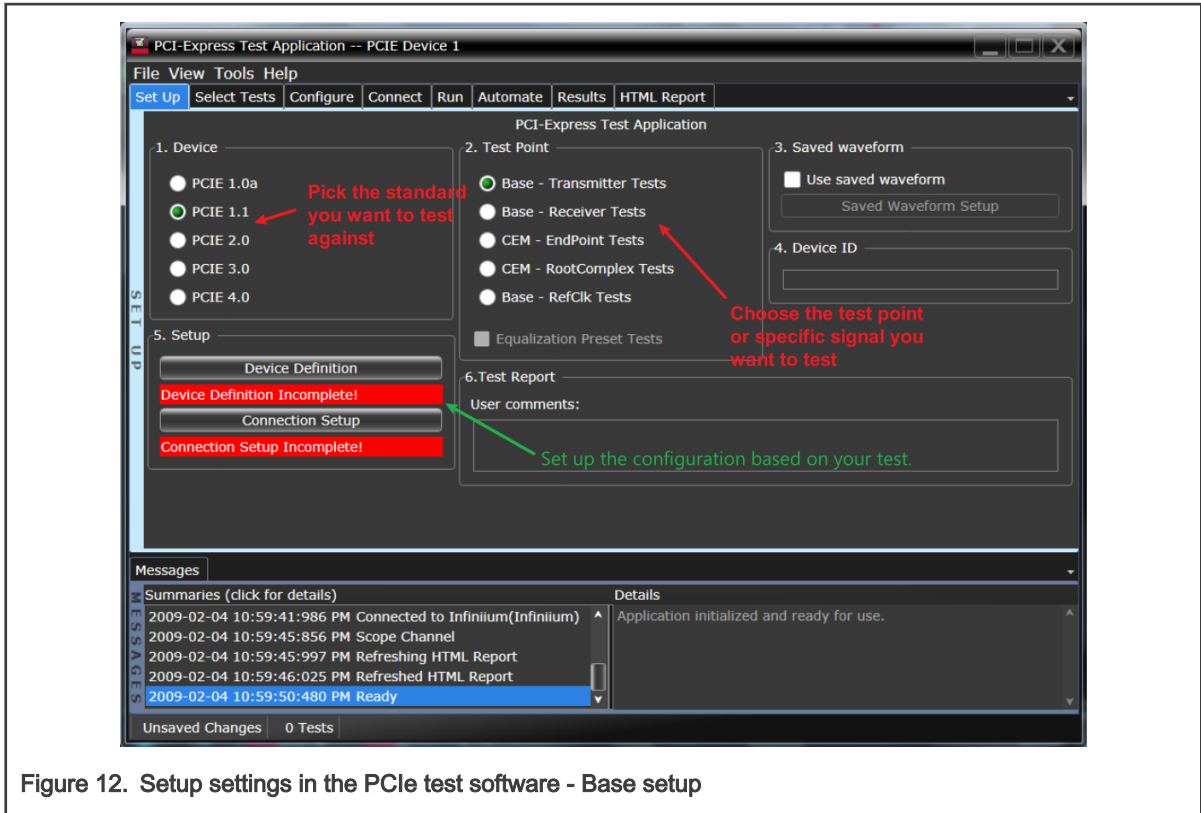 PCI-Express Test Application -- PCIE Device 1
File View Tools Help
Set Up Select Tests Configure Connect Run Automate Results HTML Report
PCI-Express Test Application
SET UP
1. Device
PCIE 1.0a
PCIE 1.1
PCIE 2.0
PCIE 3.0
PCIE 4.0
Pick the standard
you want to test
against
2. Test Point
Base - Transmitter Tests
Base - Receiver Tests
CEM - EndPoint Tests
CEM - RootComplex Tests
Base - RefClk Tests
Equalization Preset Tests
Choose the test point
or specific signal you
want to test
3. Saved waveform
Use saved waveform
Saved Waveform Setup
4. Device ID
5. Setup
Device Definition
Device Definition Incomplete!
Connection Setup
Connection Setup Incomplete!
6.Test Report
User comments:
Set up the configuration based on your test.
Messages
MESSAGES
Summaries (click for details)
2009-02-04 10:59:41:986 PM Connected to Infiniium(Infiniium)
2009-02-04 10:59:45:856 PM Scope Channel
2009-02-04 10:59:45:997 PM Refreshing HTML Report
2009-02-04 10:59:46:025 PM Refreshed HTML Report
2009-02-04 10:59:50:480 PM Ready
Details
Application initialized and ready for use.
Unsaved Changes 0 Tests
Figure 12. Setup settings in the PCIe test software - Base setup